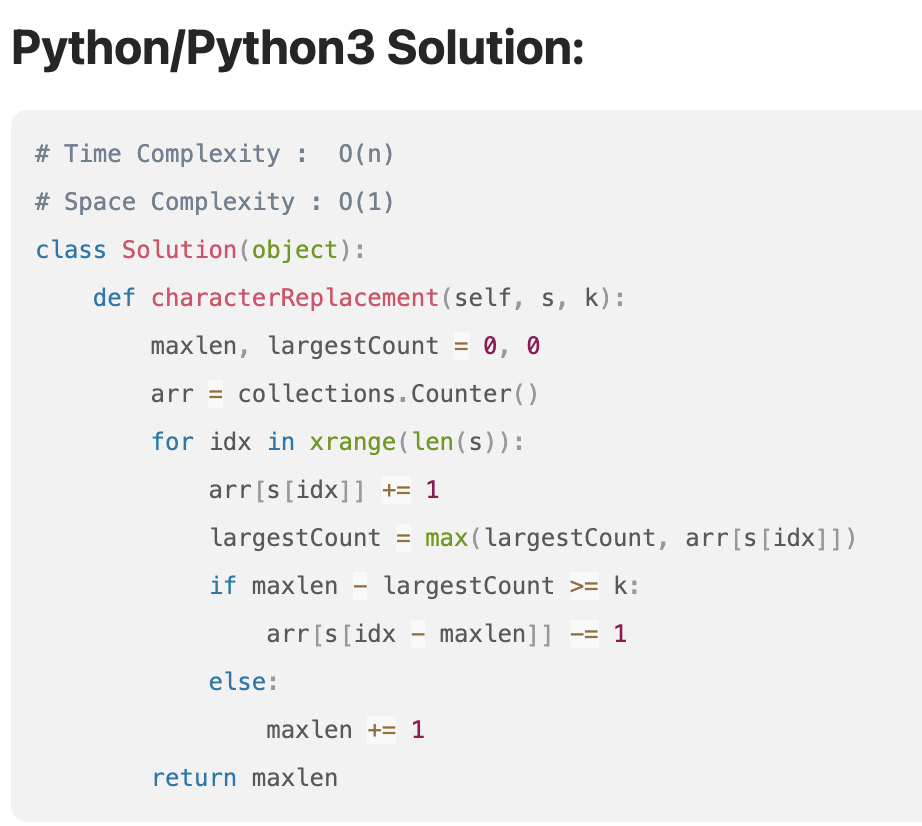 Python/Python3 Solution:
# Time Complexity :  O(n)
# Space Complexity : O(1)
class Solution(object):
    def characterReplacement(self, s, k):
        maxlen, largestCount = 0, 0
        arr = collections.Counter()
        for idx in xrange(len(s)):
            arr[s[idx]] += 1
            largestCount = max(largestCount, arr[s[idx]])
            if maxlen - largestCount >= k:
                arr[s[idx - maxlen]] -= 1
            else:
                maxlen += 1
        return maxlen